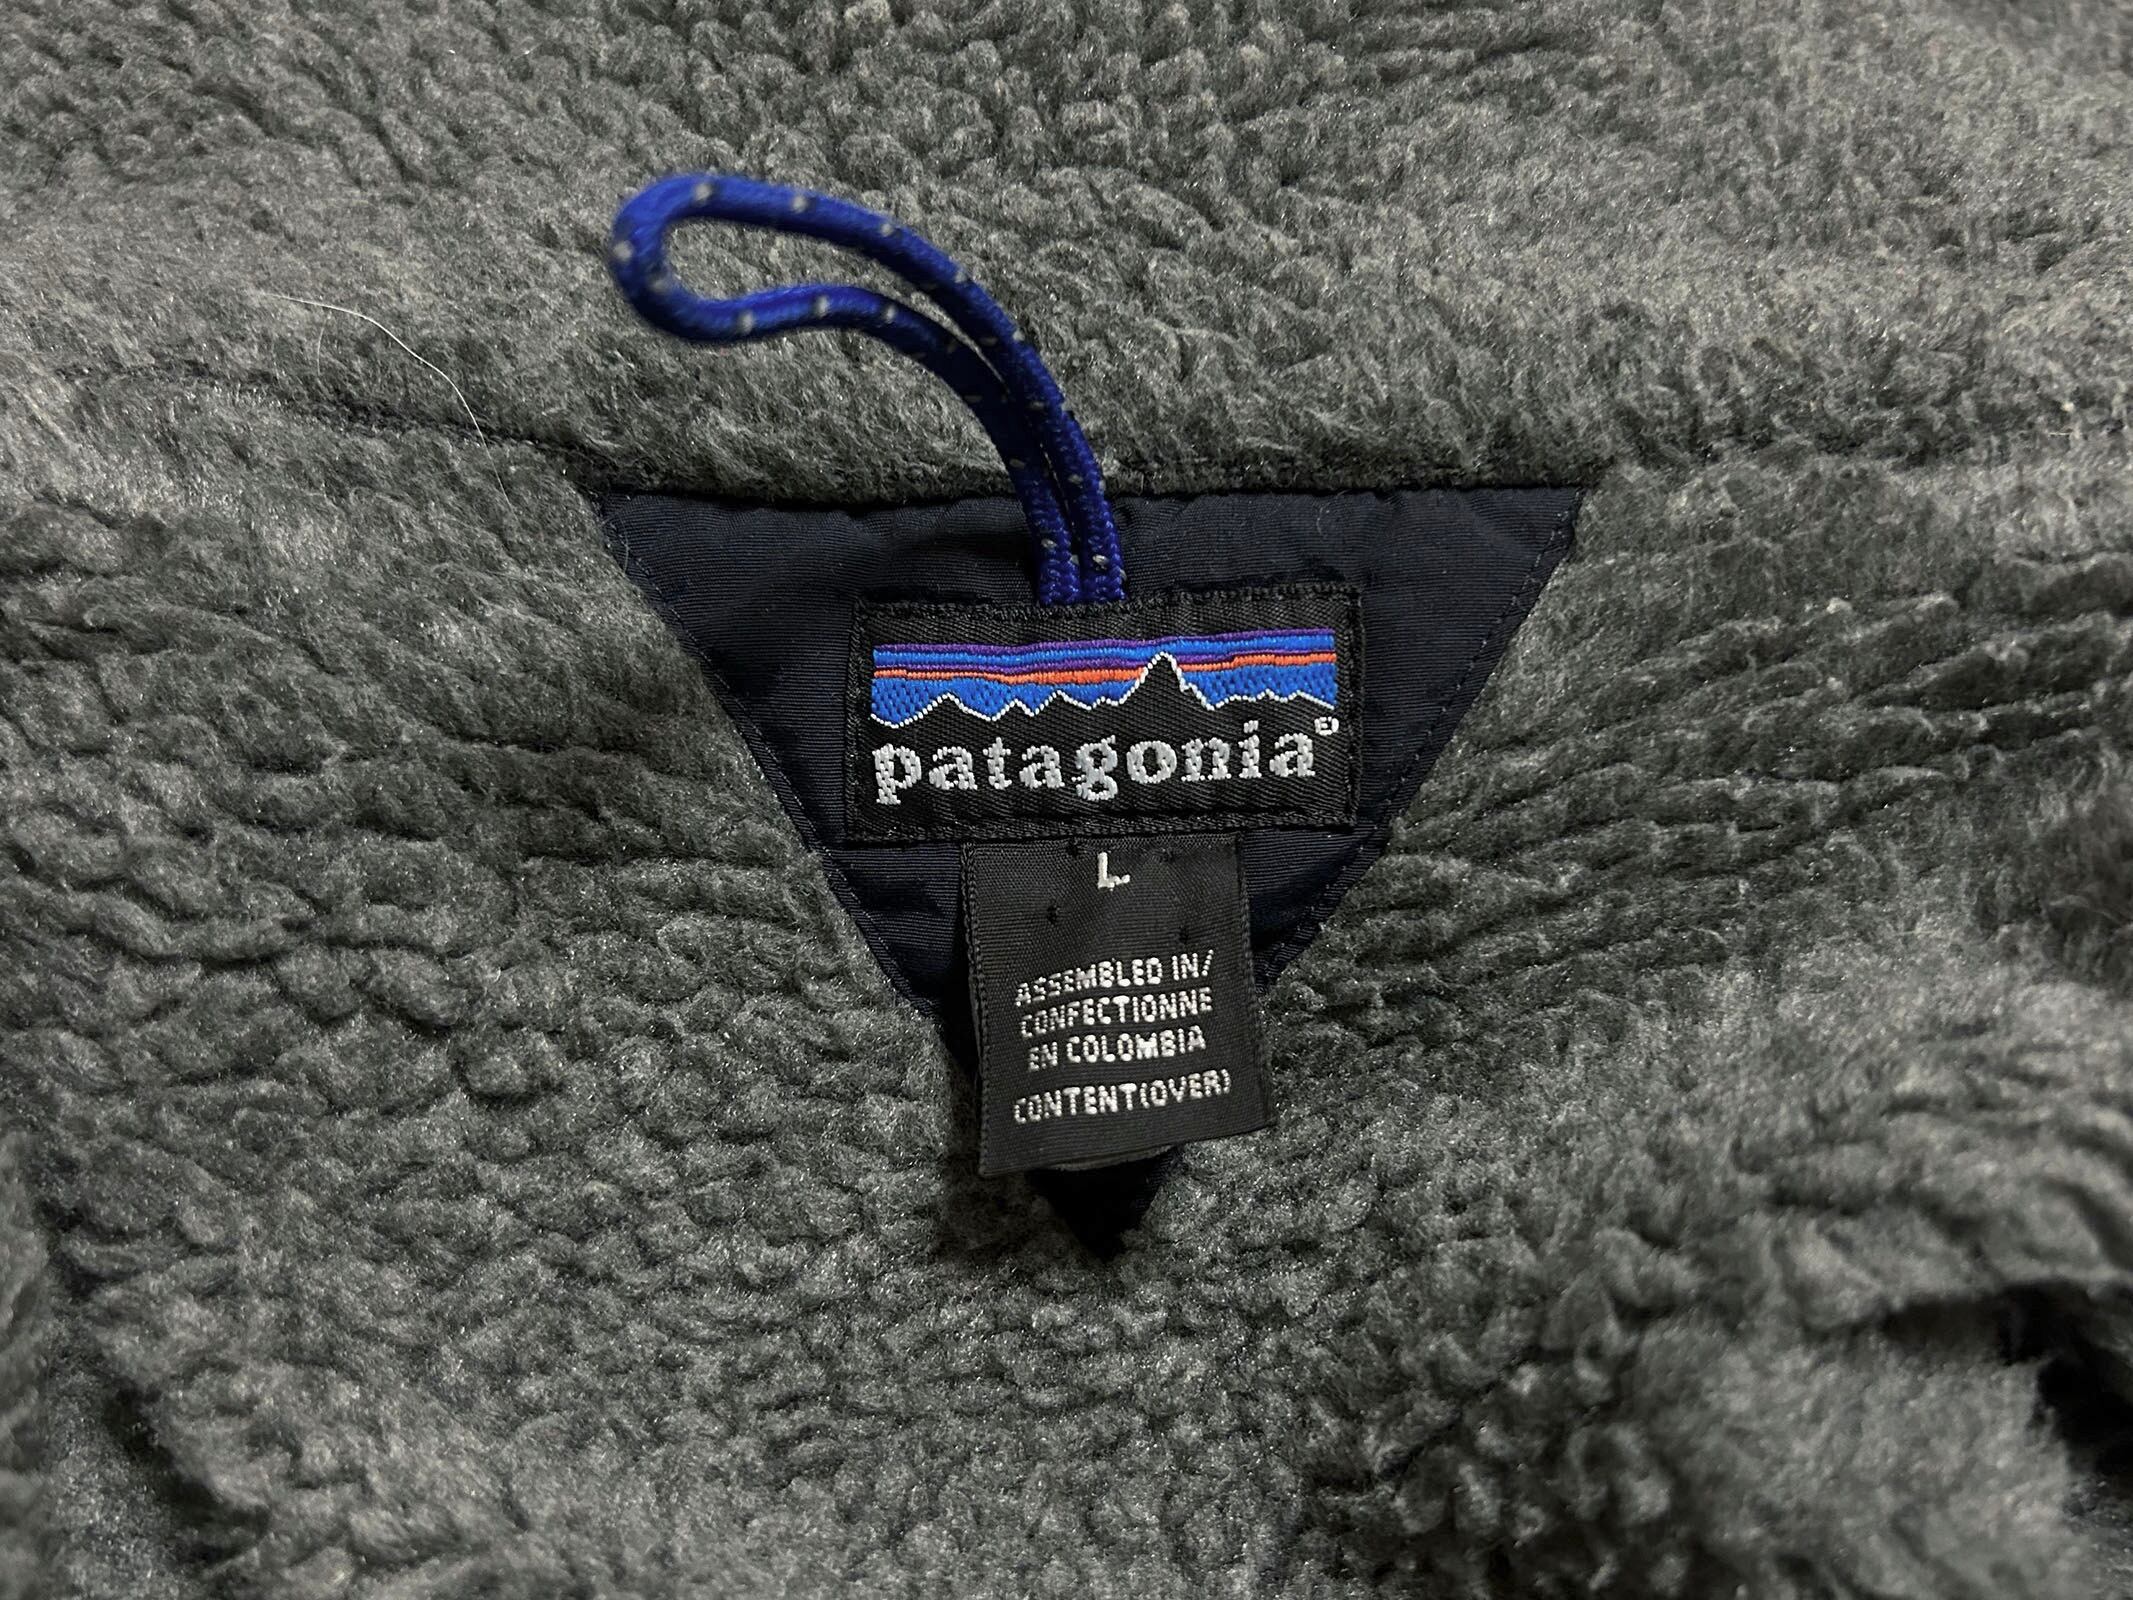 patagonia®
L
ASSEMBLED IN/
CONFECTIONNE
EN COLOMBIA
CONTENT(OVER)